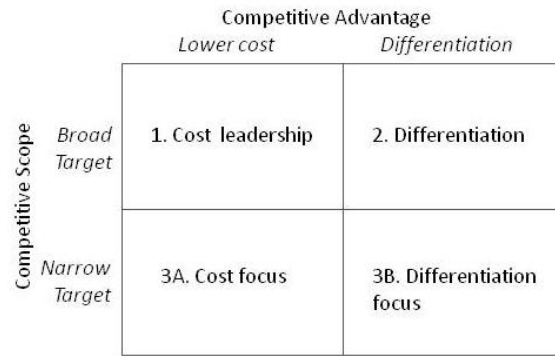 Competitive Advantage
Lower cost
Differentiation
Competitive Scope
Broad
Target
1. Cost leadership
2. Differentiation
Narrow
Target
3A. Cost focus
3B. Differentiation
focus